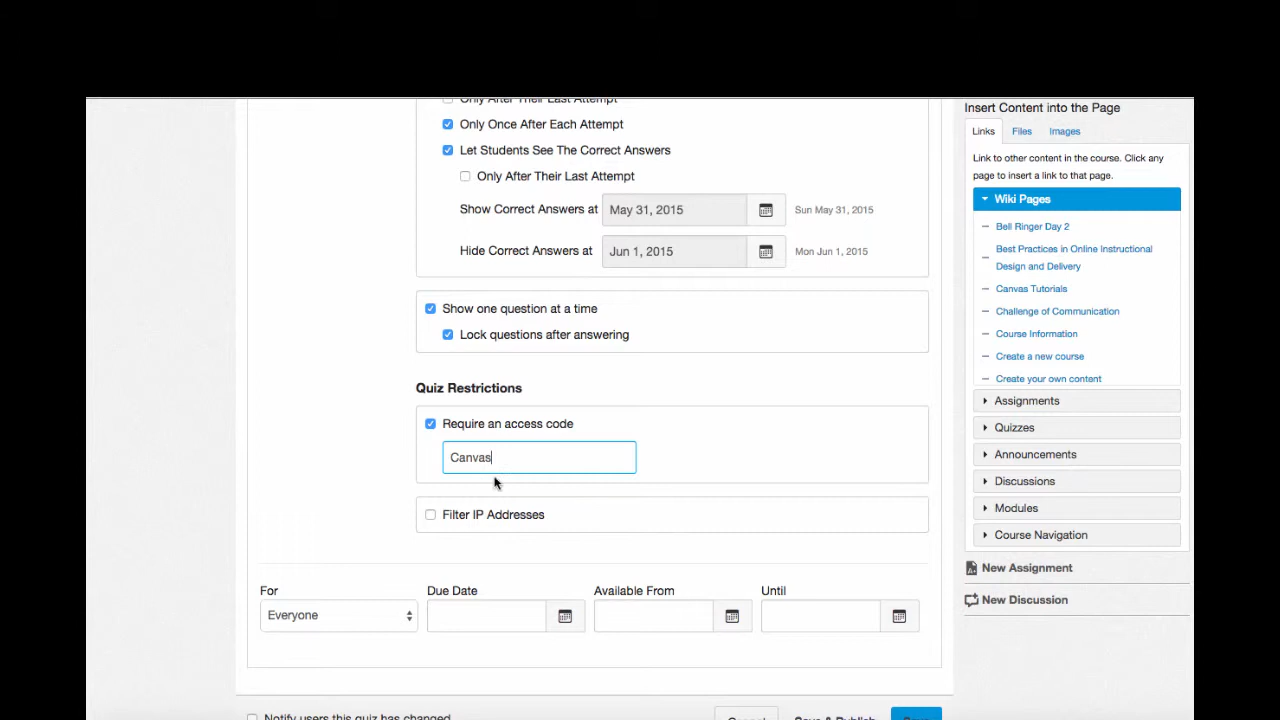 Only After Their Last Attempt
Only Once After Each Attempt
Let Students See The Correct Answers
Only After Their Last Attempt
Show Correct Answers at May 31, 2015 Sun May 31, 2015
Hide Correct Answers at Jun 1, 2015 Mon Jun 1, 2015
Show one question at a time
Lock questions after answering
Quiz Restrictions
Require an access code
Canvas
Filter IP Addresses
For Due Date Available From Until
Everyone
Notify users this quiz has changed
Cancel Save & Publish Save
Insert Content into the Page
Links Files Images
Link to other content in the course. Click any
page to insert a link to that page.
Wiki Pages
Bell Ringer Day 2
Best Practices in Online Instructional
Design and Delivery
Canvas Tutorials
Challenge of Communication
Course Information
Create a new course
Create your own content
Assignments
Quizzes
Announcements
Discussions
Modules
Course Navigation
New Assignment
New Discussion